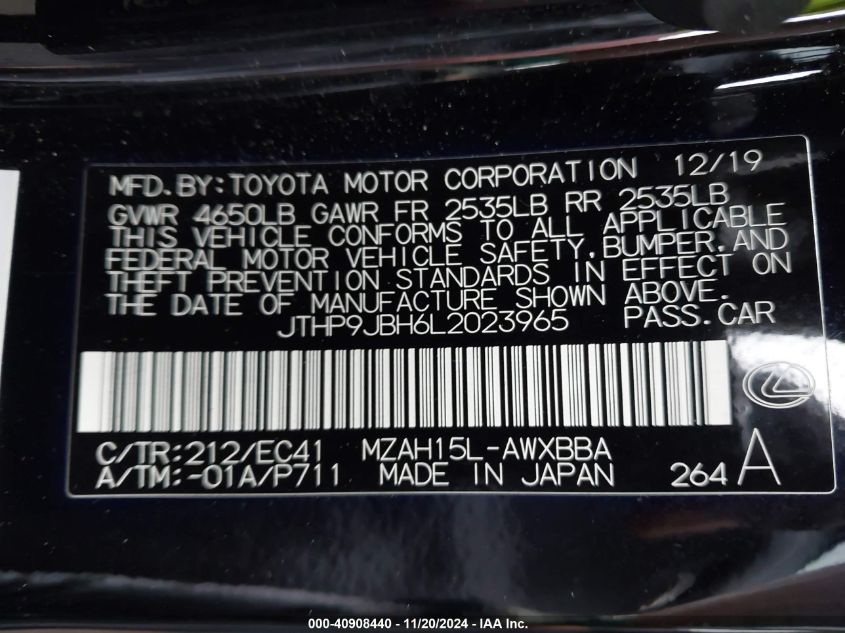 MFD.BY:TOYOTA MOTOR CORPORATION 12/19
GVWR 4650LB GAWR FR 2535LB RR 2535LB
THIS VEHICLE CONFORMS TO ALL APPLICABLE
FEDERAL MOTOR VEHICLE SAFETY,BUMPER,AND
THEFT PREVENTION STANDARDS IN EFFECT ON
THE DATE OF MANUFACTURE SHOWN ABOVE.
JTHP9JBH6L2023965 PASS.CAR
C/TR:212/EC41 MZAH15L-AWXBBA
A/TM:-01A/P711 MADE IN JAPAN 264 A
000-40908440 - 11/20/2024 - IAAI, Inc.